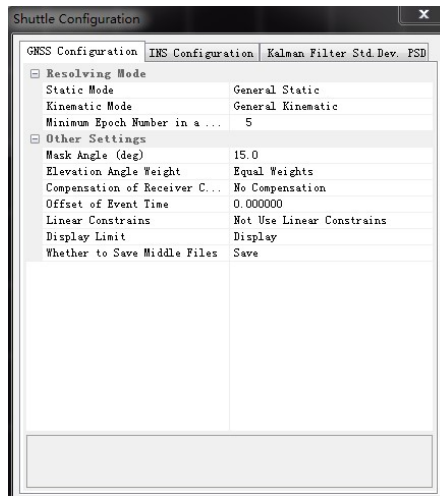 Shuttle Configuration
x
GNSS Configuration INS Configuration Kalman Filter Std. Dev. PSD
Resolving Mode
Static Mode General Static
Kinematic Mode General Kinematic
Minimum Epoch Number in a ... 5
Other Settings
Mask Angle (deg) 15.0
Elevation Angle Weight Equal Weights
Compensation of Receiver C... No Compensation
Offset of Event Time 0.000000
Linear Constrains Not Use Linear Constrains
Display Limit Display
Whether to Save Middle Files Save